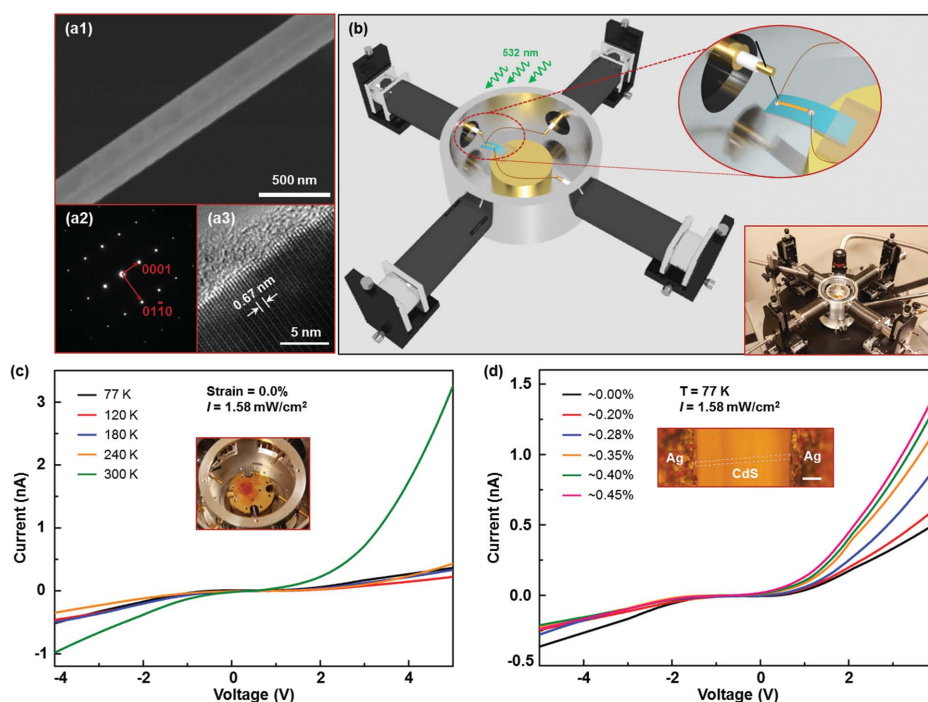 (a1)
500 nm
(a2)
0001
011̄0
(a3)
0.67 nm
5 nm
(b)
532 nm
(c)
Strain = 0.0%
I = 1.58 mW/cm²
77 K
120 K
180 K
240 K
300 K
3
2
1
0
-1
Current (nA)
-4
-2
0
2
4
Voltage (V)
(d)
T = 77 K
I = 1.58 mW/cm²
~0.00%
~0.20%
~0.28%
~0.35%
~0.40%
~0.45%
Ag
CdS
Ag
1.5
1.0
0.5
0.0
-0.5
Current (nA)
-4
-2
0
2
Voltage (V)